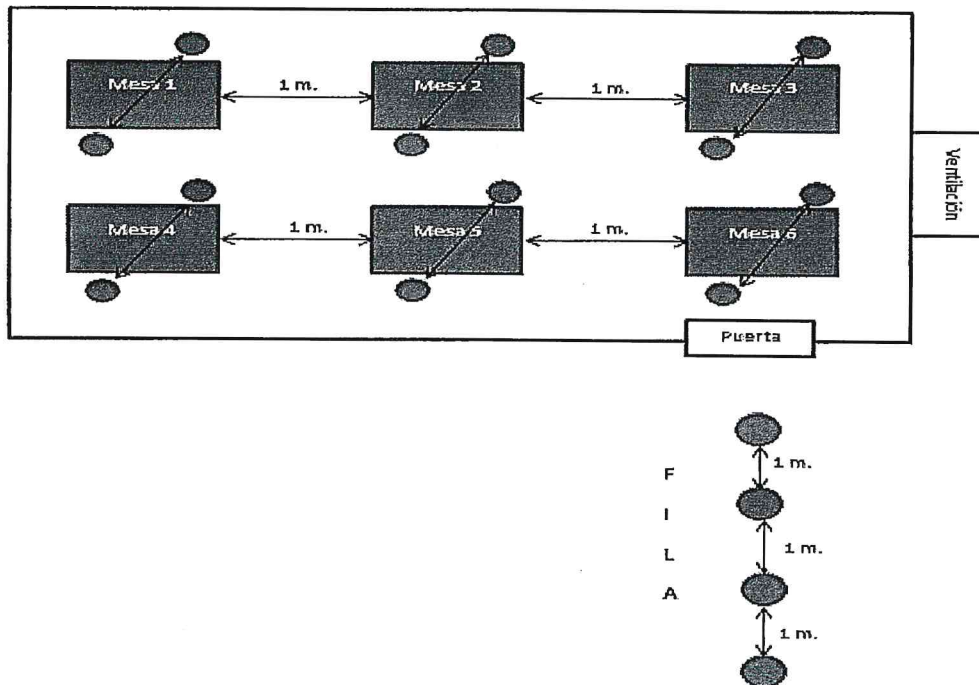 Mesa 1
1 m.
Mesa 2
1 m.
Mesa 3
Ventilación
Mesa 4
1 m.
Mesa 5
1 m.
Mesa 6
Puerta
1 m.
F
I
L
A
1 m.
1 m.